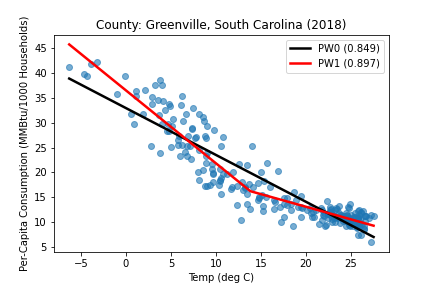 County: Greenville, South Carolina (2018)
PW0 (0.849)
PW1 (0.897)
Per-Capita Consumption (MMBtu/1000 Households)
45
40
35
30
25
20
15
10
5
−5 0 5 10 15 20 25
Temp (deg C)